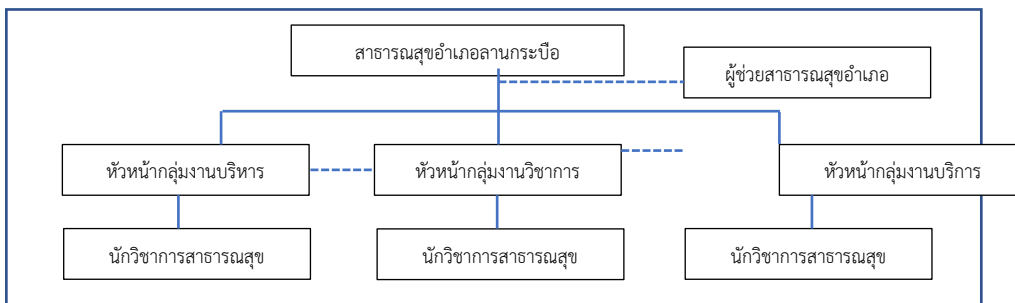 สาธารณสุขอำเภอลานกระบือ
ผู้ช่วยสาธารณสุขอำเภอ
หัวหน้ากลุ่มงานบริหาร
หัวหน้ากลุ่มงานวิชาการ
หัวหน้ากลุ่มงานบริการ
นักวิชาการสาธารณสุข
นักวิชาการสาธารณสุข
นักวิชาการสาธารณสุข